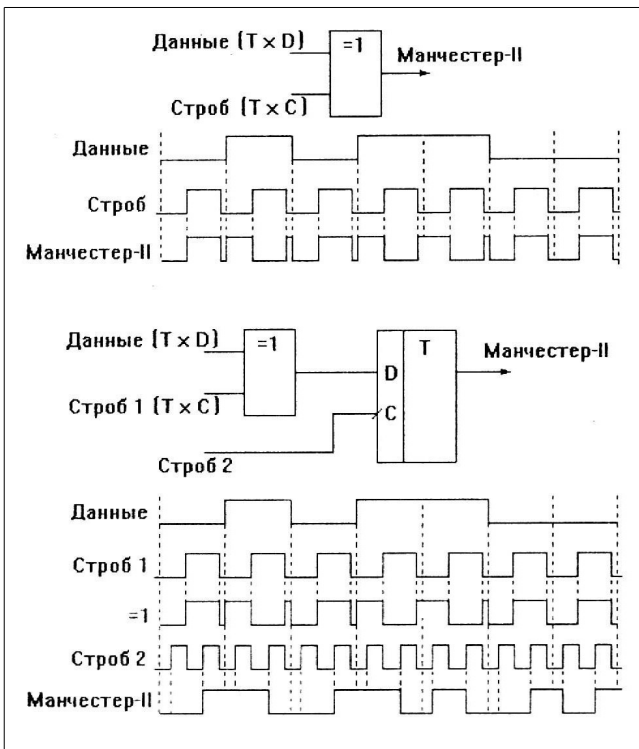 Данные (T × D)
=1
Манчестер-II
Строб (T × C)
Данные
Строб
Манчестер-II
Данные (T × D)
=1
T
Манчестер-II
D
Строб 1 (T × C)
C
Строб 2
Данные
Строб 1
=1
Строб 2
Манчестер-II